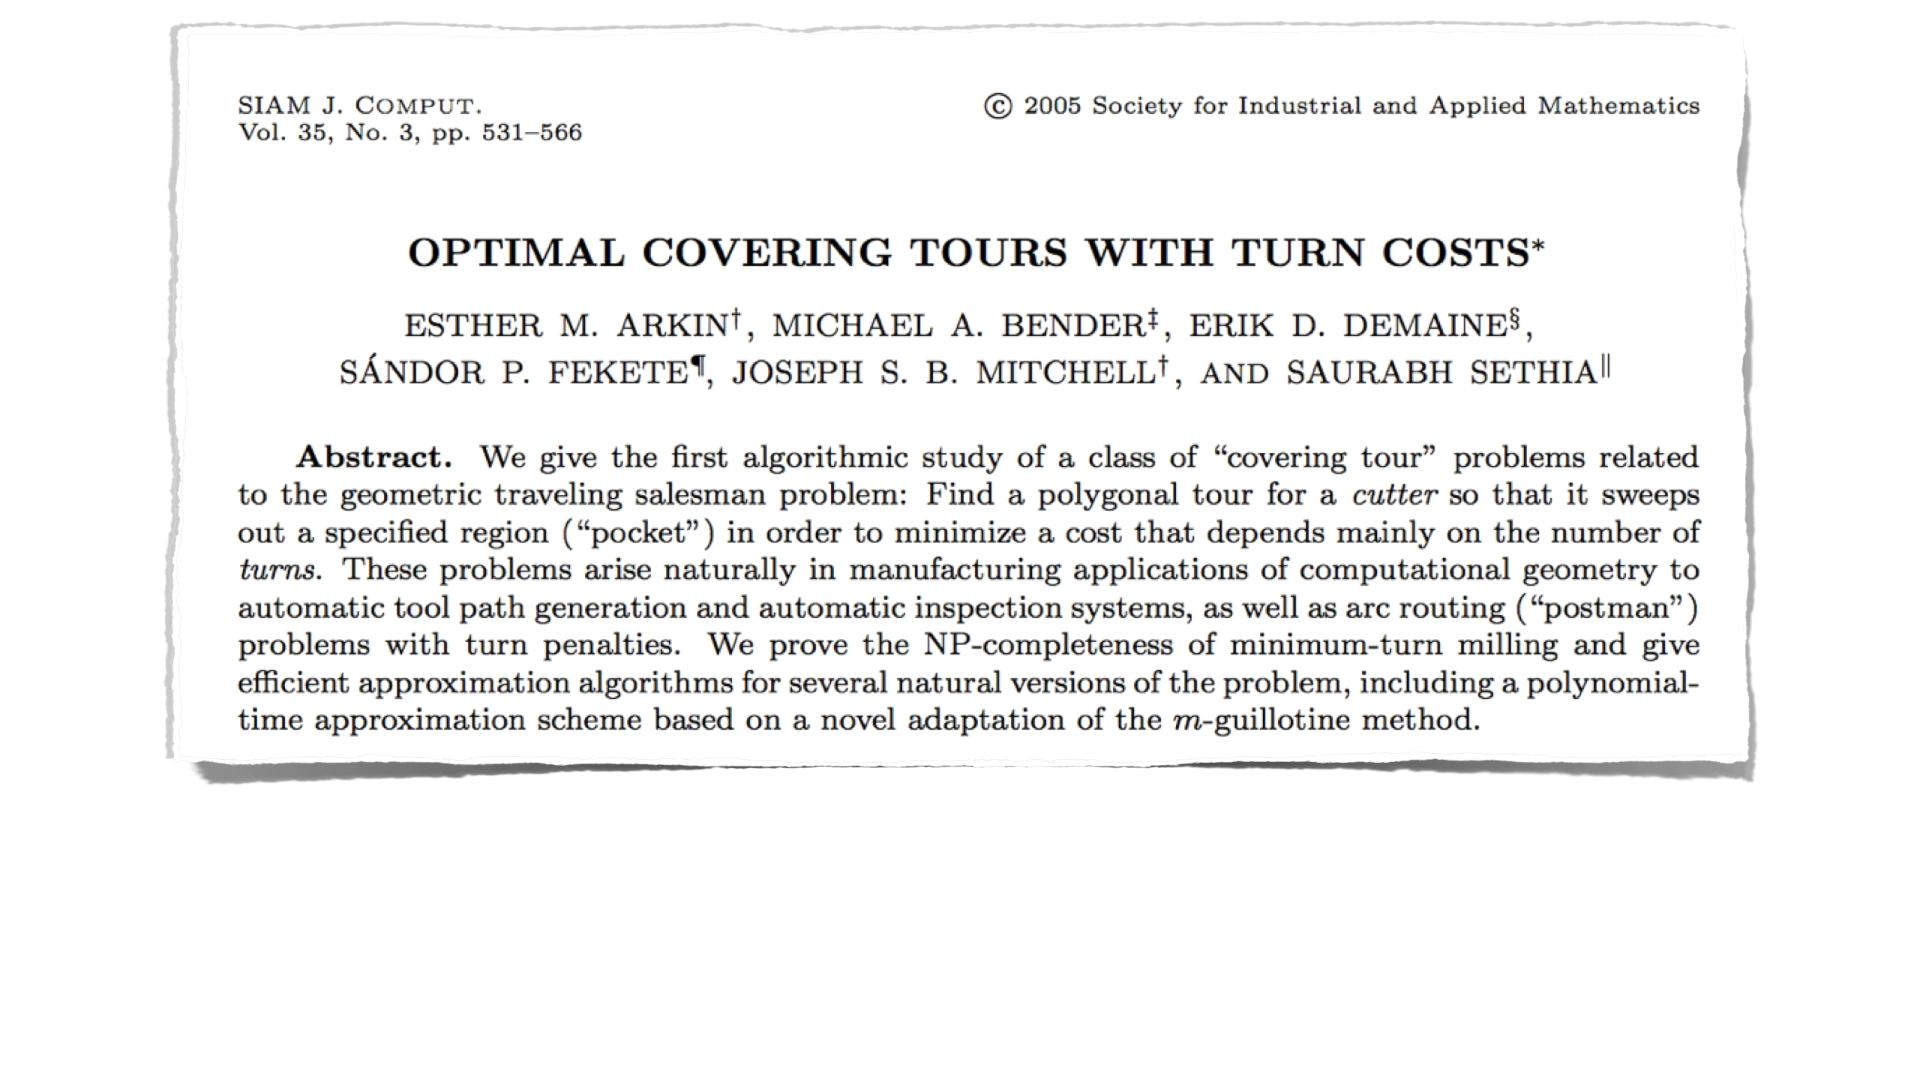 SIAM J. COMPUT.
Vol. 35, No. 3, pp. 531–566
© 2005 Society for Industrial and Applied Mathematics
OPTIMAL COVERING TOURS WITH TURN COSTS*
ESTHER M. ARKIN†, MICHAEL A. BENDER‡, ERIK D. DEMAINE§,
SÁNDOR P. FEKETE¶, JOSEPH S. B. MITCHELL†, AND SAURABH SETHIA‖
Abstract. We give the first algorithmic study of a class of “covering tour” problems related
to the geometric traveling salesman problem: Find a polygonal tour for a cutter so that it sweeps
out a specified region (“pocket”) in order to minimize a cost that depends mainly on the number of
turns. These problems arise naturally in manufacturing applications of computational geometry to
automatic tool path generation and automatic inspection systems, as well as arc routing (“postman”)
problems with turn penalties. We prove the NP-completeness of minimum-turn milling and give
efficient approximation algorithms for several natural versions of the problem, including a polynomial-
time approximation scheme based on a novel adaptation of the m-guillotine method.